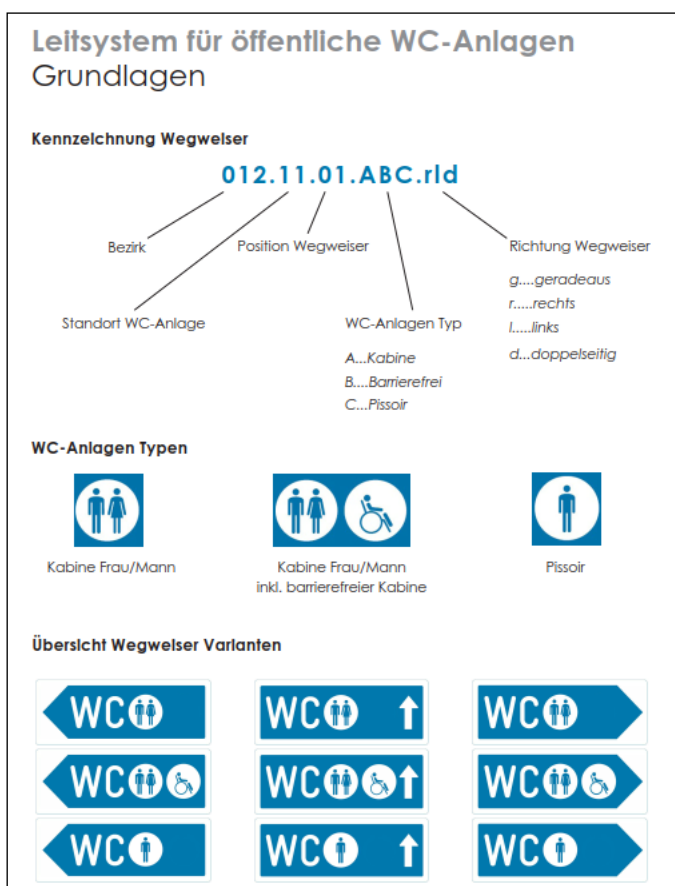 Leitsystem für öffentliche WC-Anlagen
Grundlagen
Kennzeichnung Wegweiser
012.11.01.ABC.rld
Bezirk
Position Wegweiser
Richtung Wegweiser
g....geradeaus
r.....rechts
l.....links
d...doppelseitig
Standort WC-Anlage
WC-Anlagen Typ
A...Kabine
B....Barrierefrei
C...Pissoir
WC-Anlagen Typen
Kabine Frau/Mann
Kabine Frau/Mann
inkl. barrierefreier Kabine
Pissoir
Übersicht Wegweiser Varianten
WC
WC
WC
WC
WC
WC
WC
WC
WC